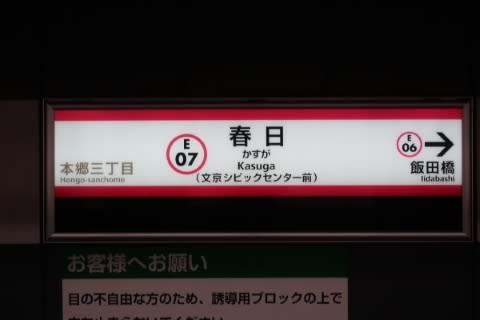 春日
かすが
Kasuga
(文京シビックセンター前)
E
07
本郷三丁目
Hongo-sanchome
E
06
飯田橋
Iidabashi
お客様へお願い
目の不自由な方のため、誘導用ブロックの上で